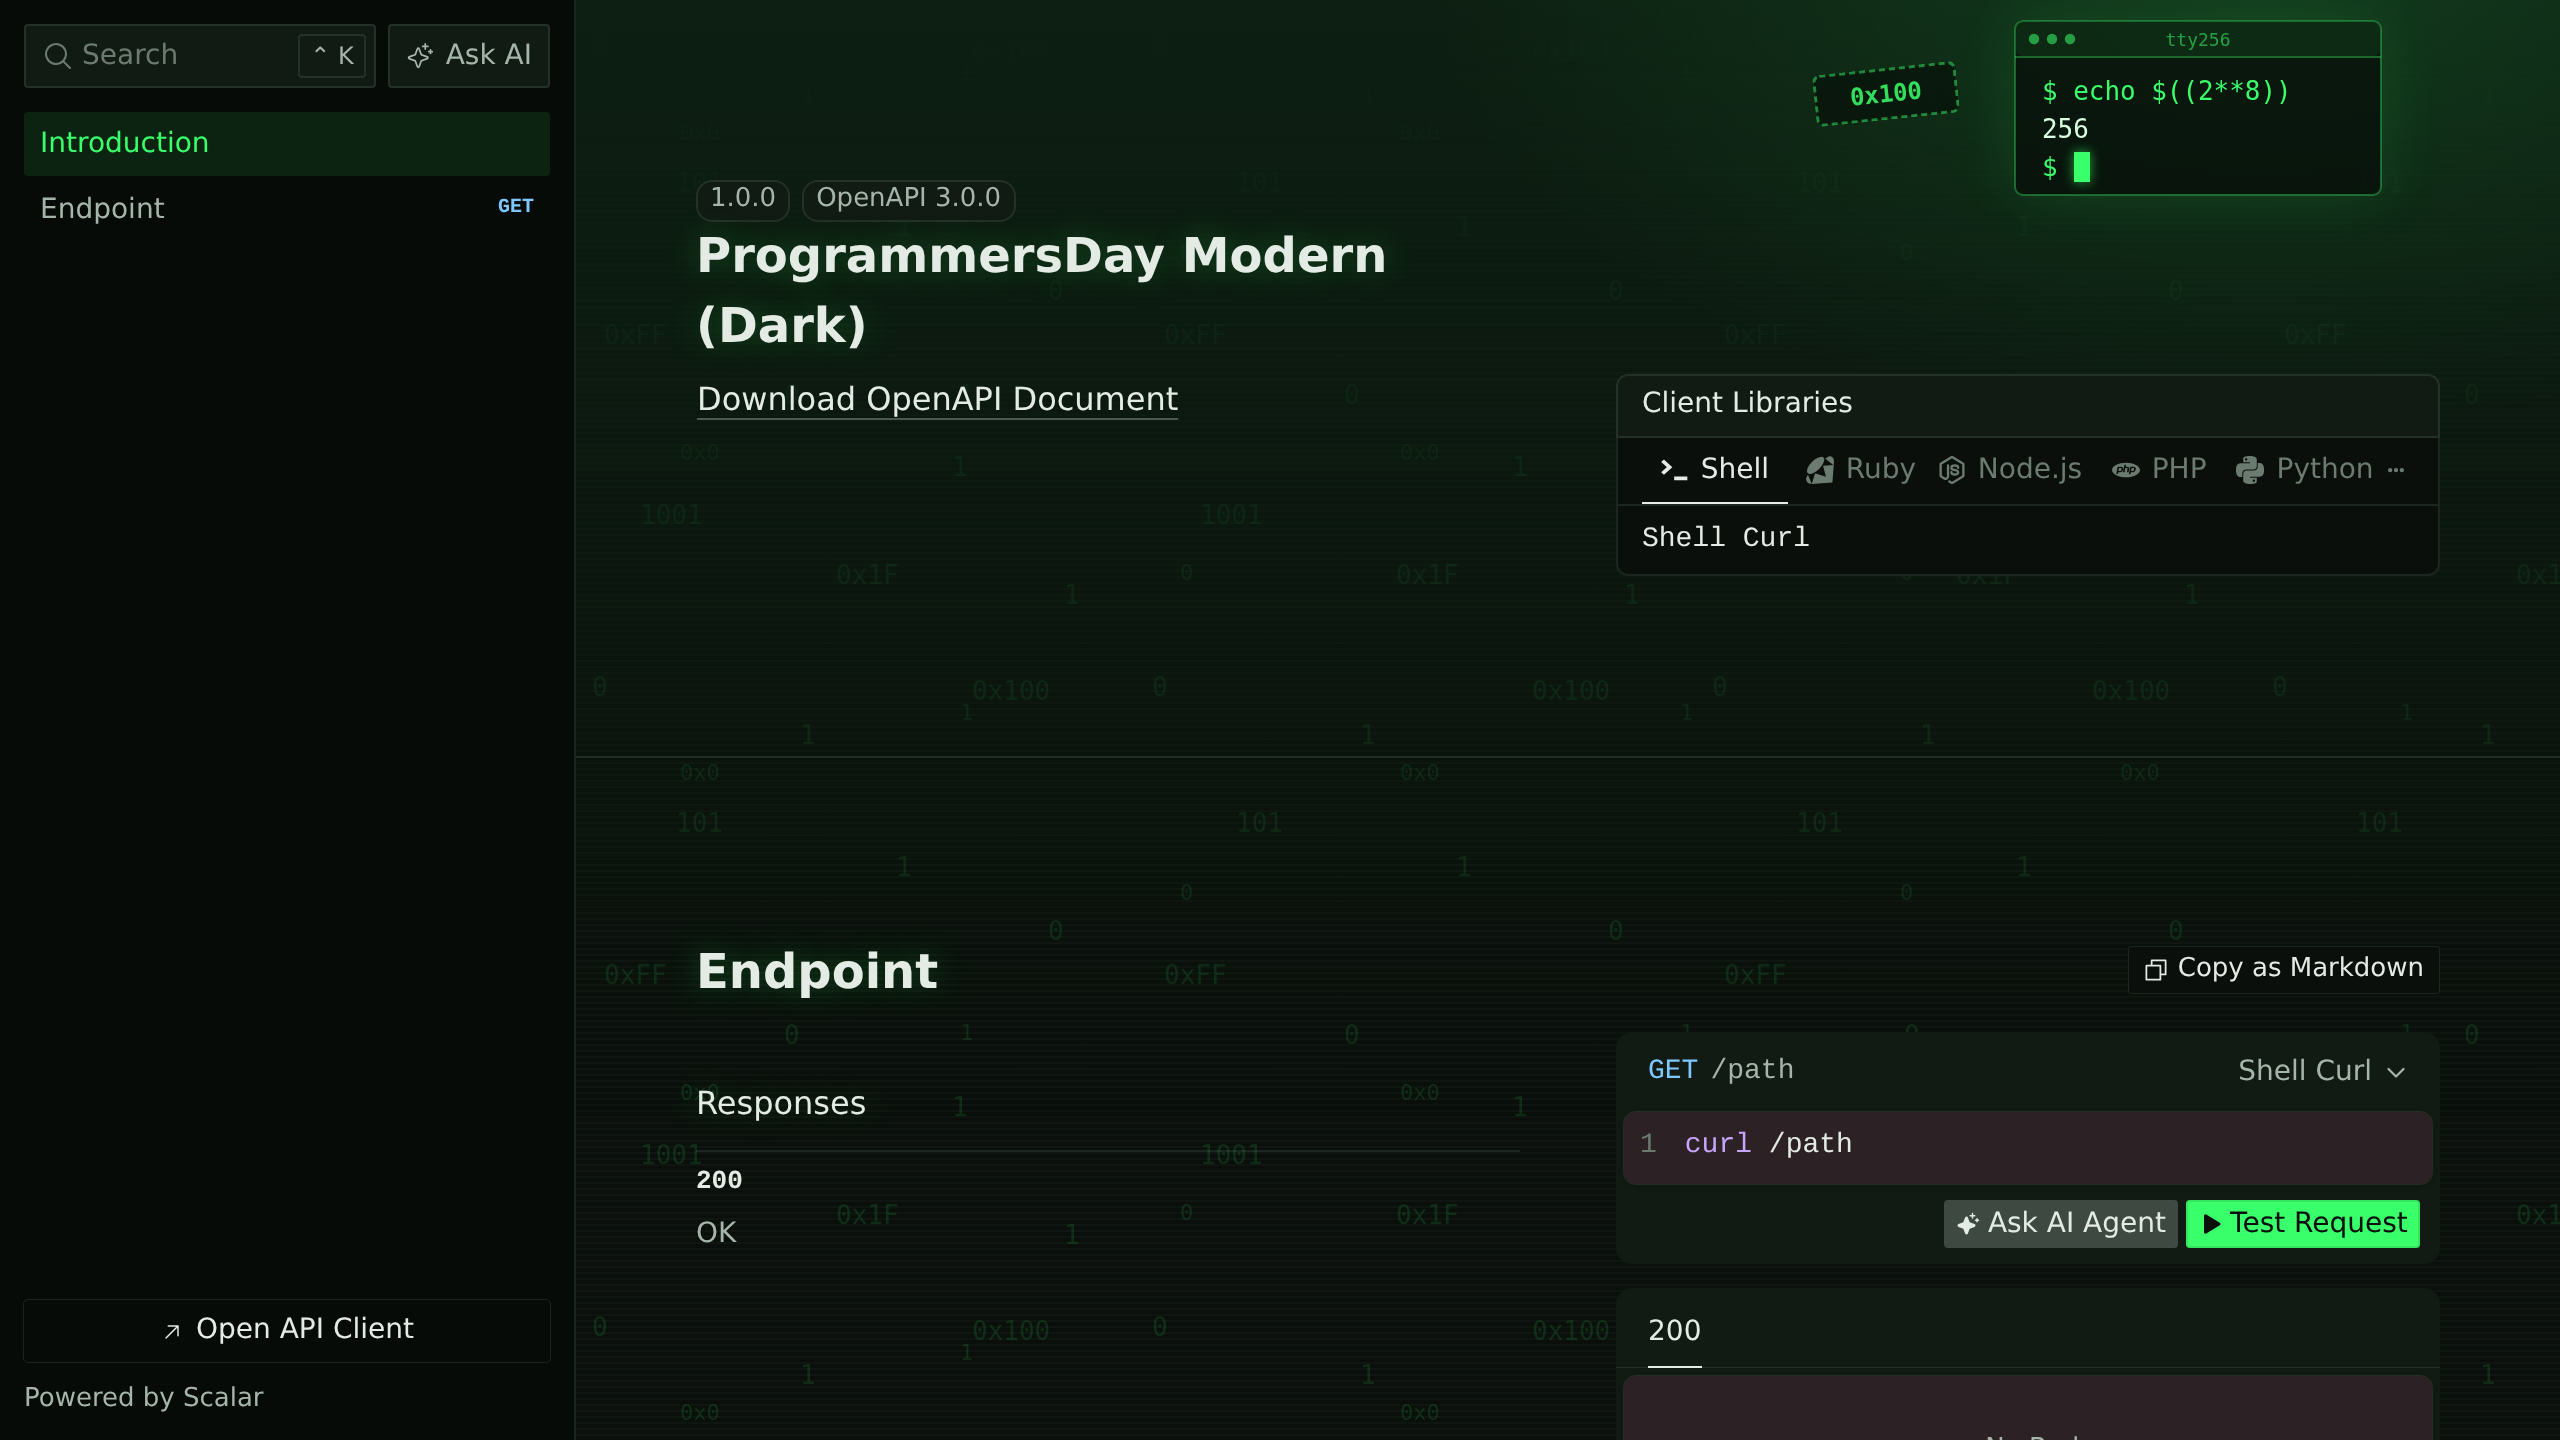 Search
⌃ K
Ask AI
Introduction
Endpoint
GET
Open API Client
Powered by Scalar
0x100
tty256
$ echo $((2**8))
256
$
1.0.0
OpenAPI 3.0.0
ProgrammersDay Modern
(Dark)
Download OpenAPI Document
Client Libraries
Shell
Ruby
Node.js
PHP
Python
Shell Curl
Endpoint
Copy as Markdown
Responses
200
OK
GET /path
Shell Curl
1 curl /path
Ask AI Agent
Test Request
200